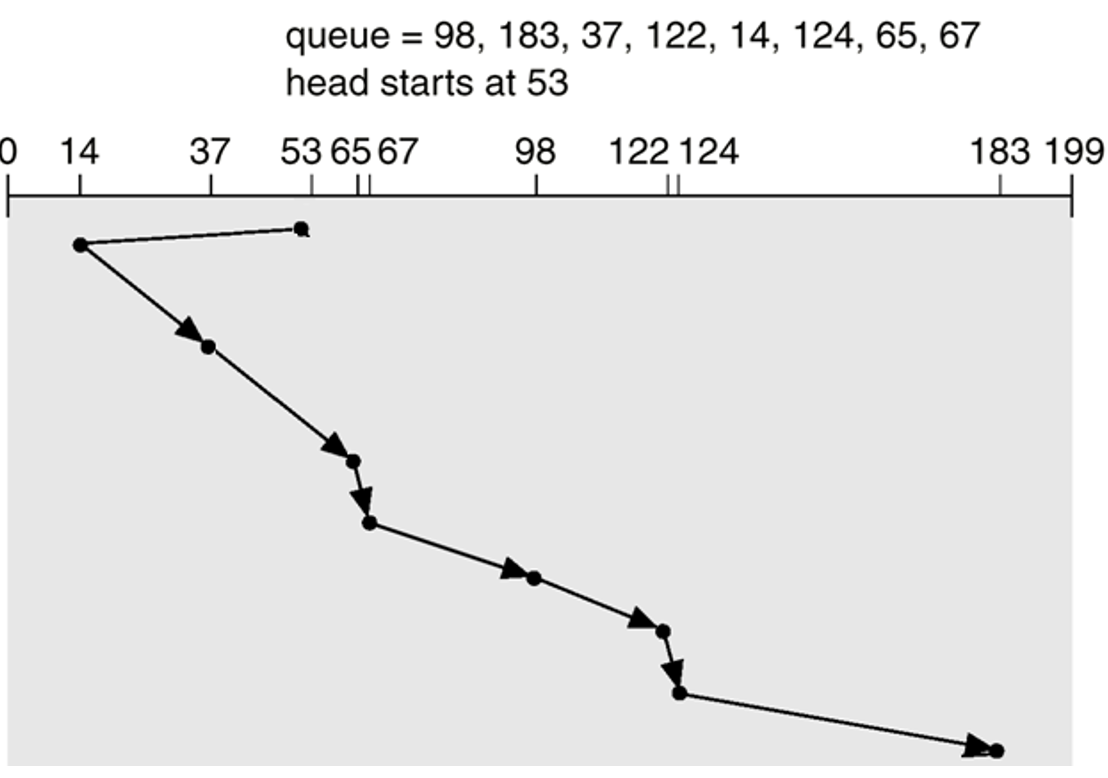 queue = 98, 183, 37, 122, 14, 124, 65, 67
head starts at 53
0 14 37 53 65 67 98 122 124 183 199